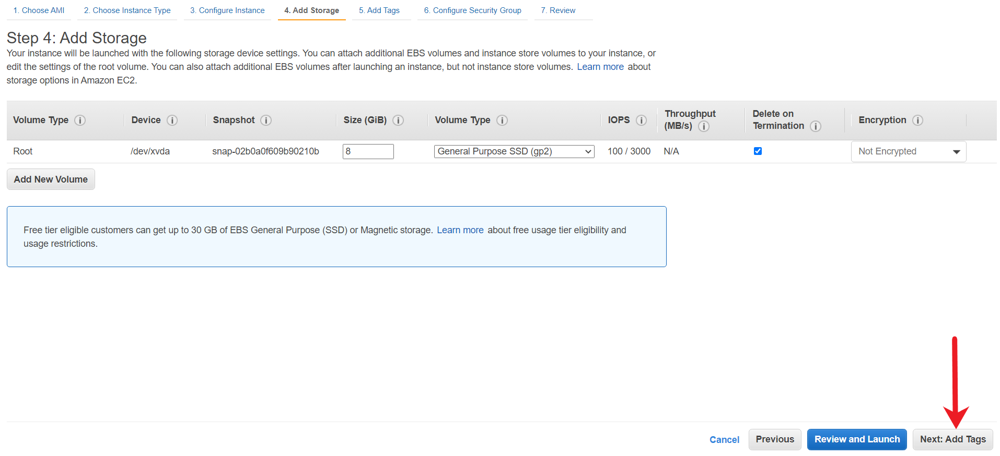 1. Choose AMI 2. Choose Instance Type 3. Configure Instance 4. Add Storage 5. Add Tags 6. Configure Security Group 7. Review
Step 4: Add Storage
Your instance will be launched with the following storage device settings. You can attach additional EBS volumes and instance store volumes to your instance, or
edit the settings of the root volume. You can also attach additional EBS volumes after launching an instance, but not instance store volumes. Learn more about
storage options in Amazon EC2.
Volume Type i Device i Snapshot i Size (GiB) i Volume Type i IOPS i Throughput (MB/s) i Delete on Termination i Encryption i
Root /dev/xvda snap-02b0a0f609b90210b 8 General Purpose SSD (gp2) 100 / 3000 N/A Not Encrypted
Add New Volume
Free tier eligible customers can get up to 30 GB of EBS General Purpose (SSD) or Magnetic storage. Learn more about free usage tier eligibility and
usage restrictions.
Cancel Previous Review and Launch Next: Add Tags